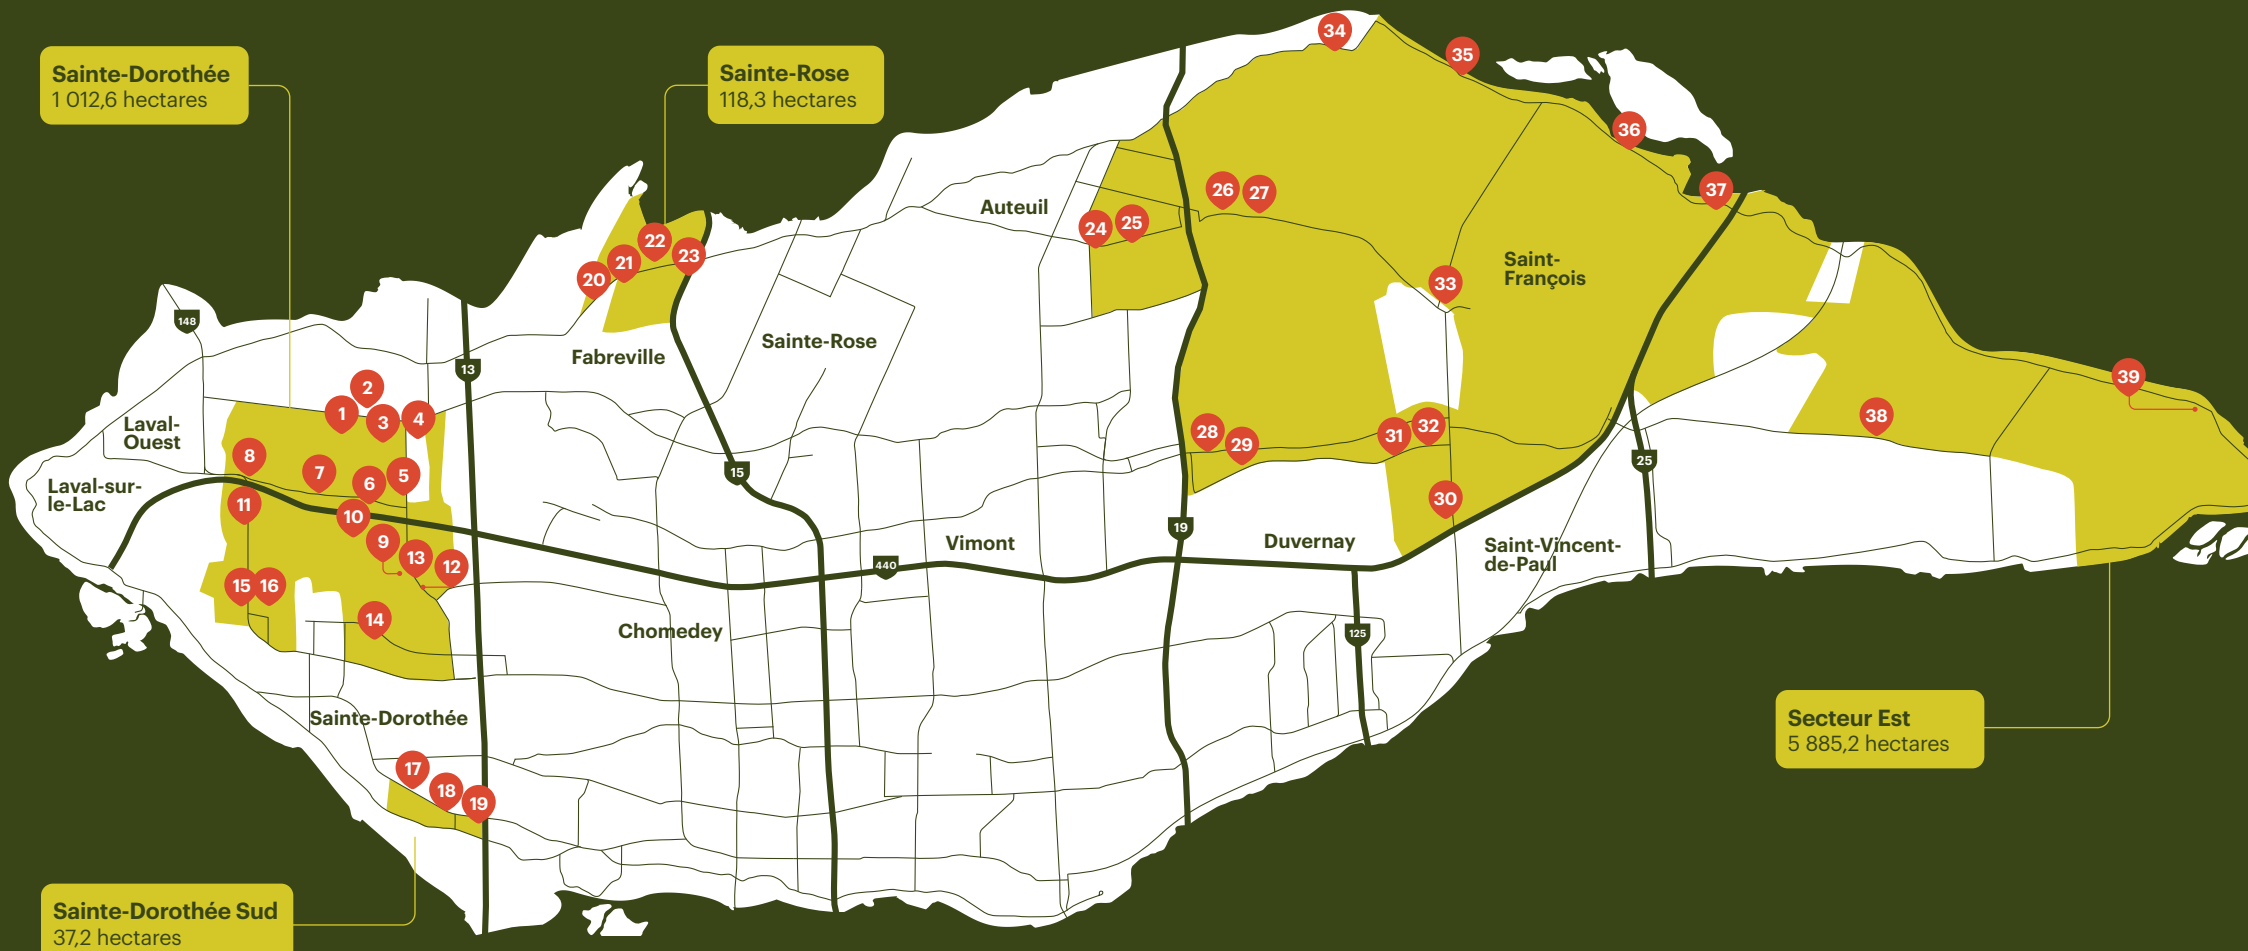 Sainte-Dorothée
1 012,6 hectares
Sainte-Rose
118,3 hectares
34
35
36
37
26
27
24
25
Auteuil
22
23
21
20
Saint-
François
33
148
13
Fabreville
Sainte-Rose
2
1
3
4
39
38
Laval-
Ouest
28
29
31
32
8
7
6
5
15
25
Laval-sur-
le-Lac
11
10
30
19
9
13
12
440
Vimont
Duvernay
Saint-Vincent-
de-Paul
15
16
14
Chomedey
125
Sainte-Dorothée
Secteur Est
5 885,2 hectares
17
18
19
Sainte-Dorothée Sud
37,2 hectares